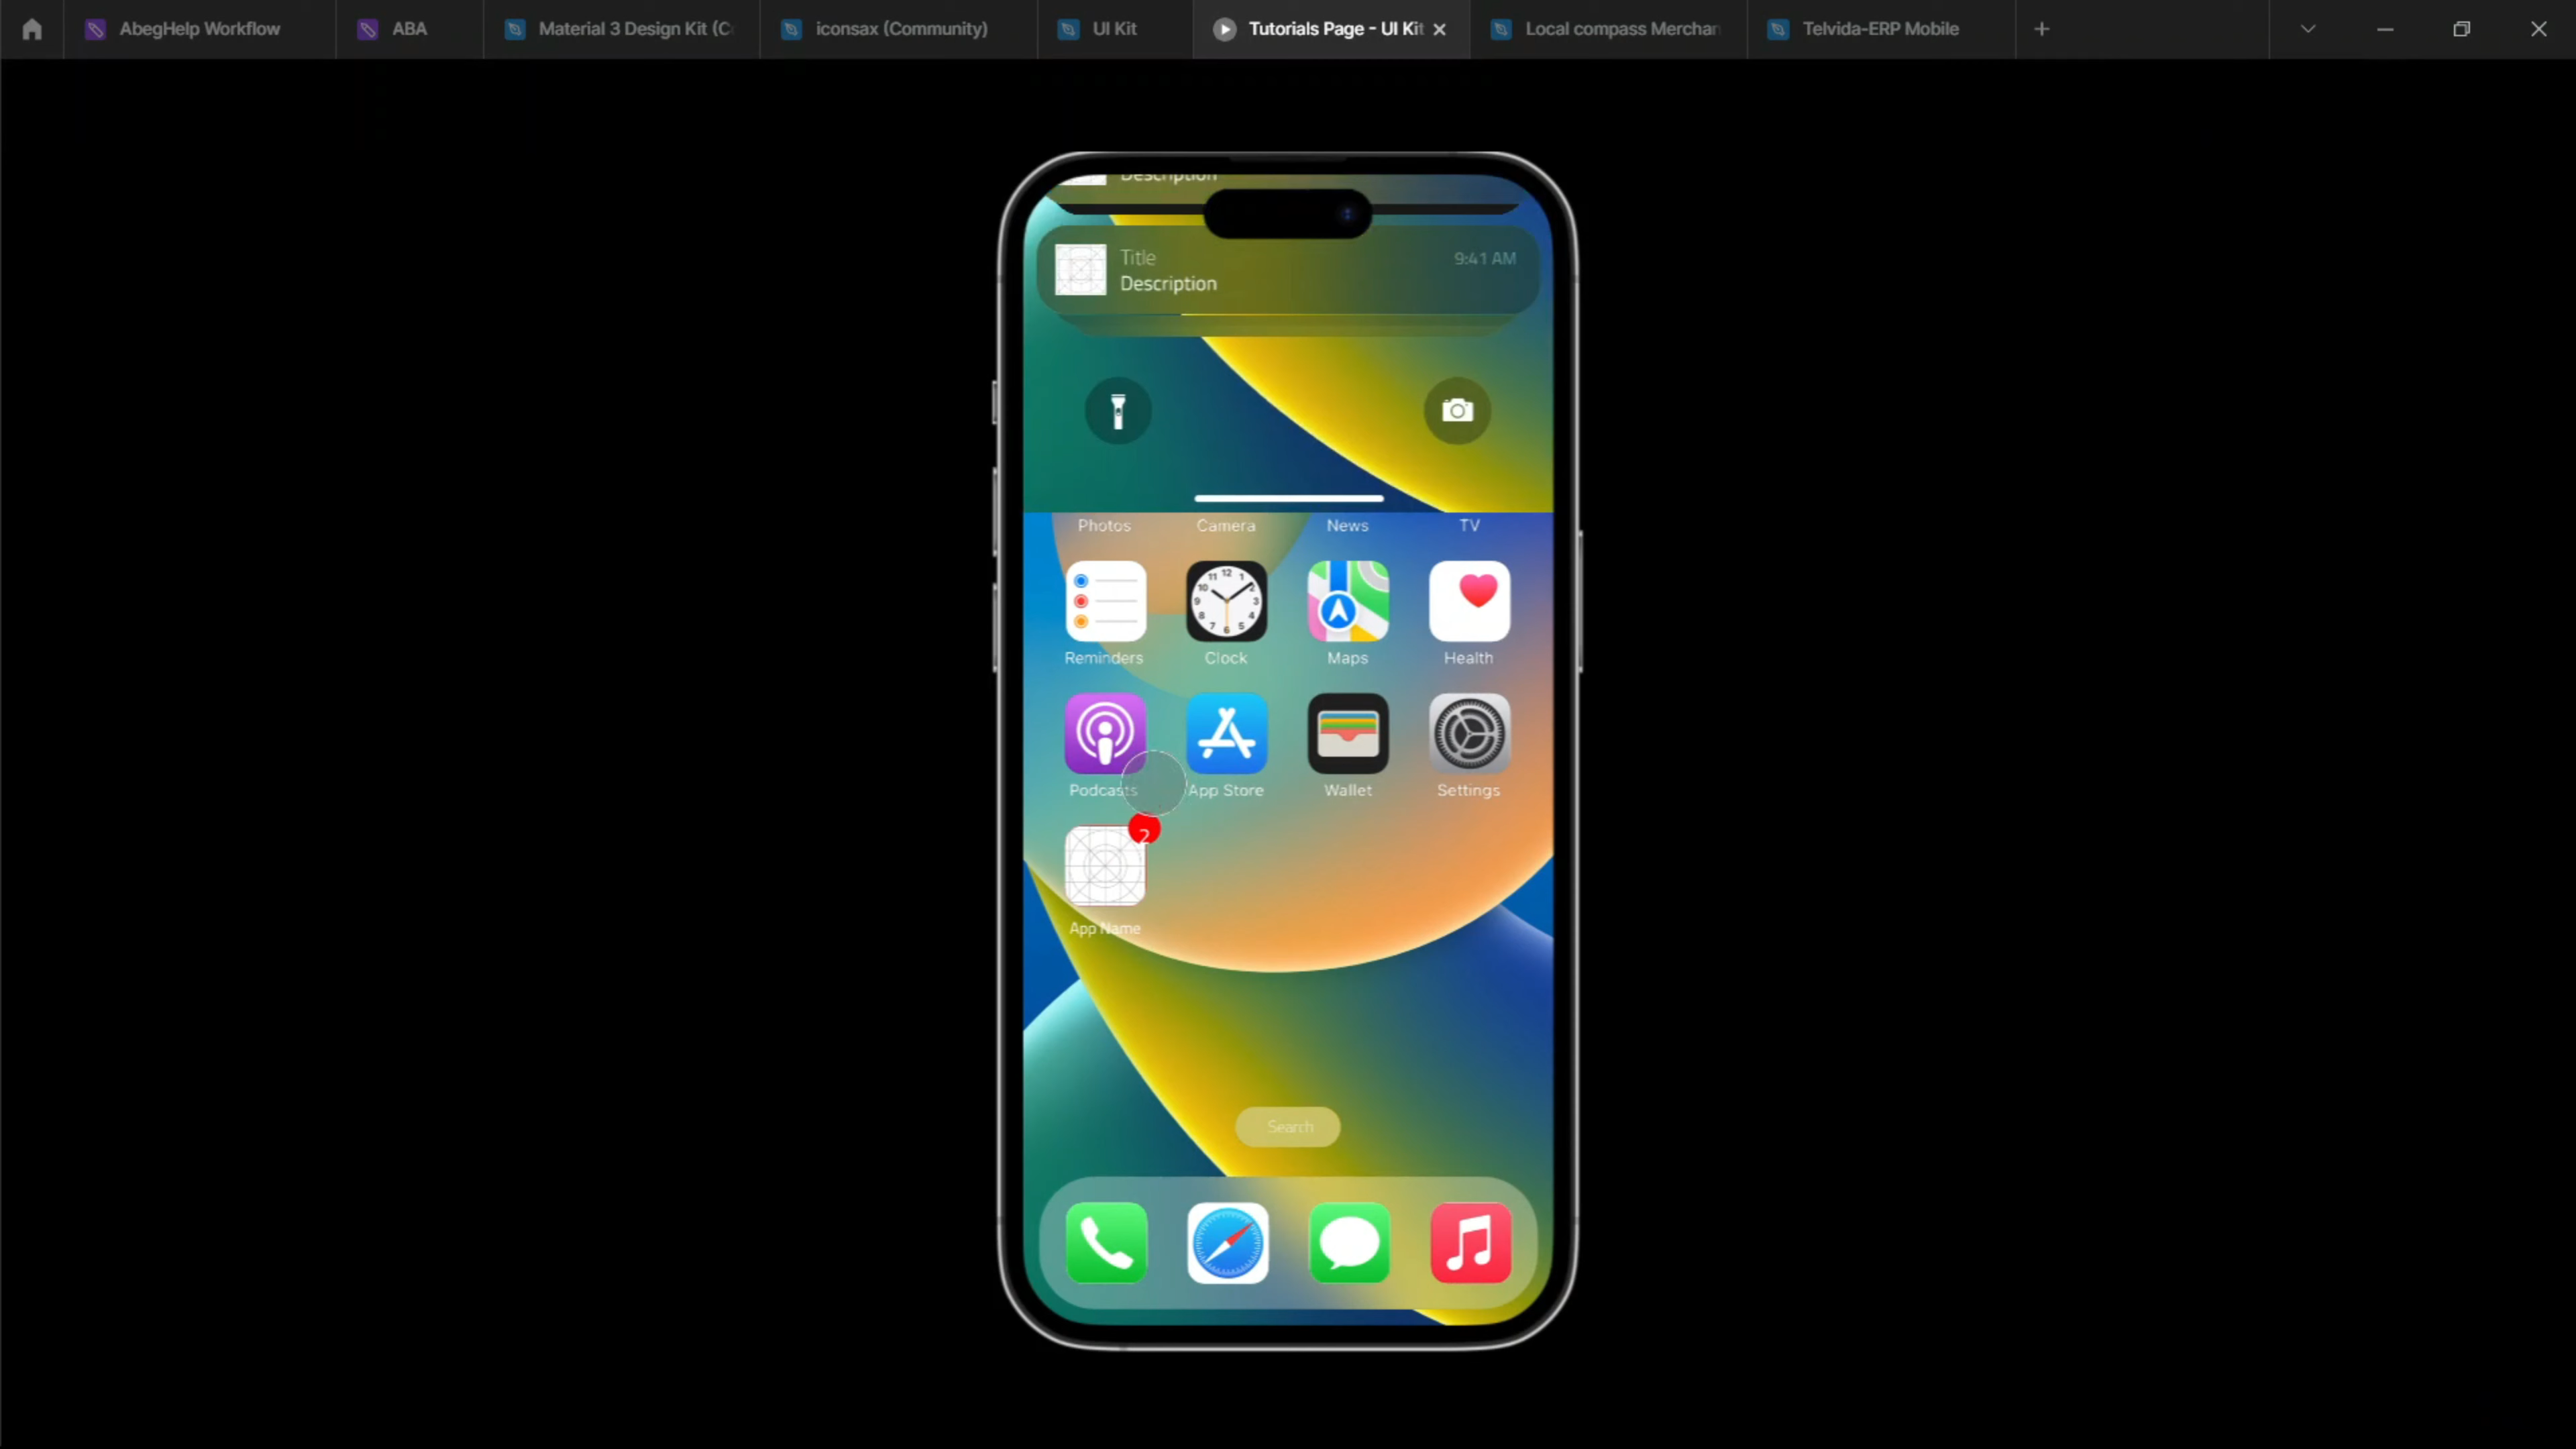 AbegHelp Workflow
ABA
Material 3 Design Kit (C
iconsax (Community)
UI Kit
Tutorials Page - UI Kit
Local compass Merchan
Telvida-ERP Mobile
Description
Title
9:41 AM
Description
Photos Camera News TV
Reminders Clock Maps Health
Podcasts App Store Wallet Settings
2
App Name
Search